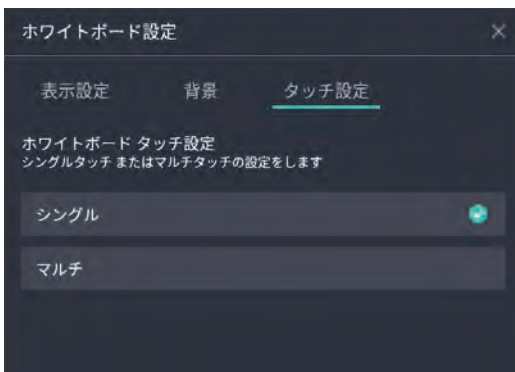 ホワイトボード設定
表示設定 背景 タッチ設定
ホワイトボード タッチ設定
シングルタッチ またはマルチタッチの設定をします
シングル
マルチ